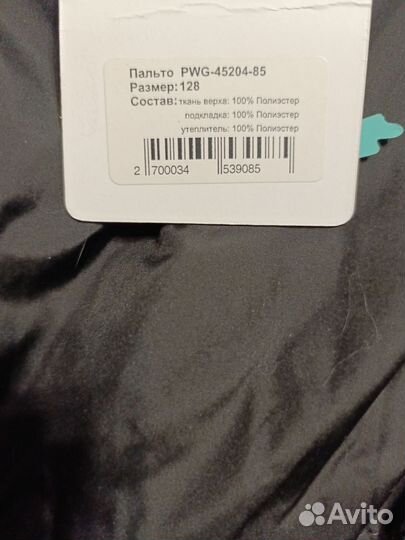 Пальто PWG-45204-85
Размер:128
Состав: ткань верха: 100% Полиэстер
подкладка: 100% Полиэстер
утеплитель: 100% Полиэстер
2 700034 539085
Avito